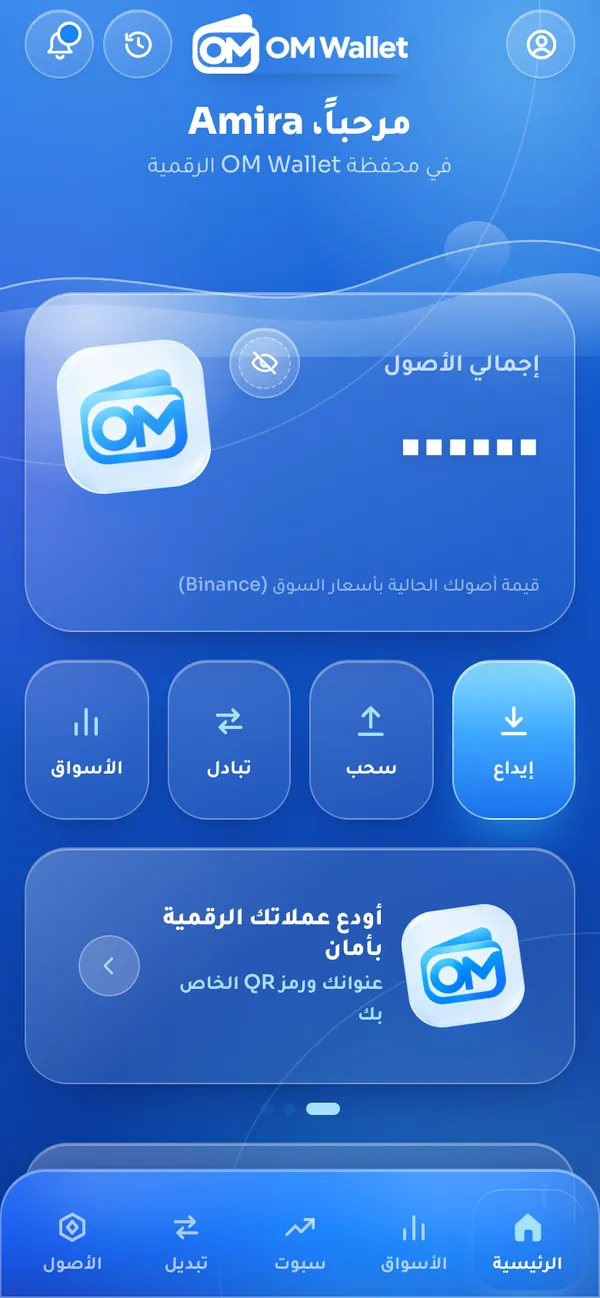 OM Wallet
مرحباً، Amira
في محفظة OM Wallet الرقمية
إجمالي الأصول
OM
■■■■■■
قيمة أصولك الحالية بأسعار السوق (Binance)
إيداع
سحب
تبادل
الأسواق
أودع عملاتك الرقمية
بأمان
عنوانك ورمز QR الخاص
بك
OM
الرئيسية
الأسواق
سبوت
تبديل
الأصول